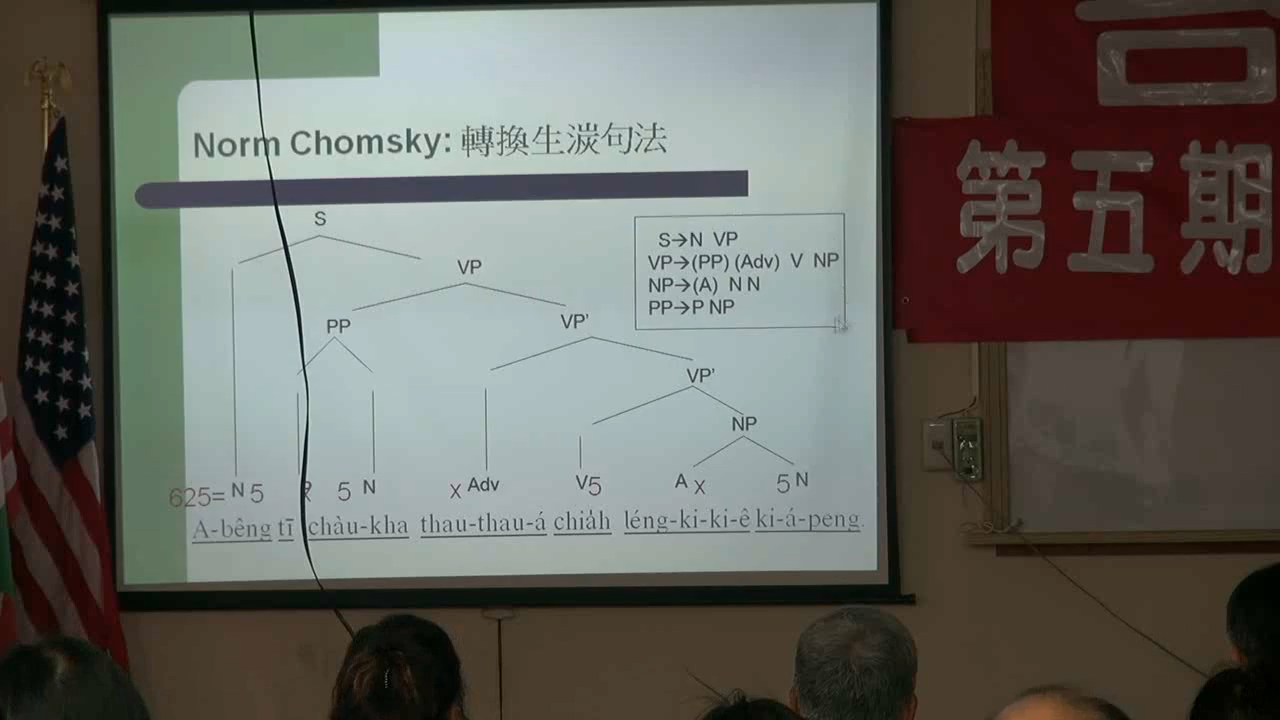 Norm Chomsky: 轉換生湠句法
S
VP
PP
VP'
VP'
NP
S→N VP
VP→(PP) (Adv) V NP
NP→(A) N N
PP→P NP
625= N 5 5 N x Adv V5 A x 5 N
A-bêng tī chàu-kha thau-thau-á chia̍h léng-ki-ki-ê ki-á-peng.
第五期